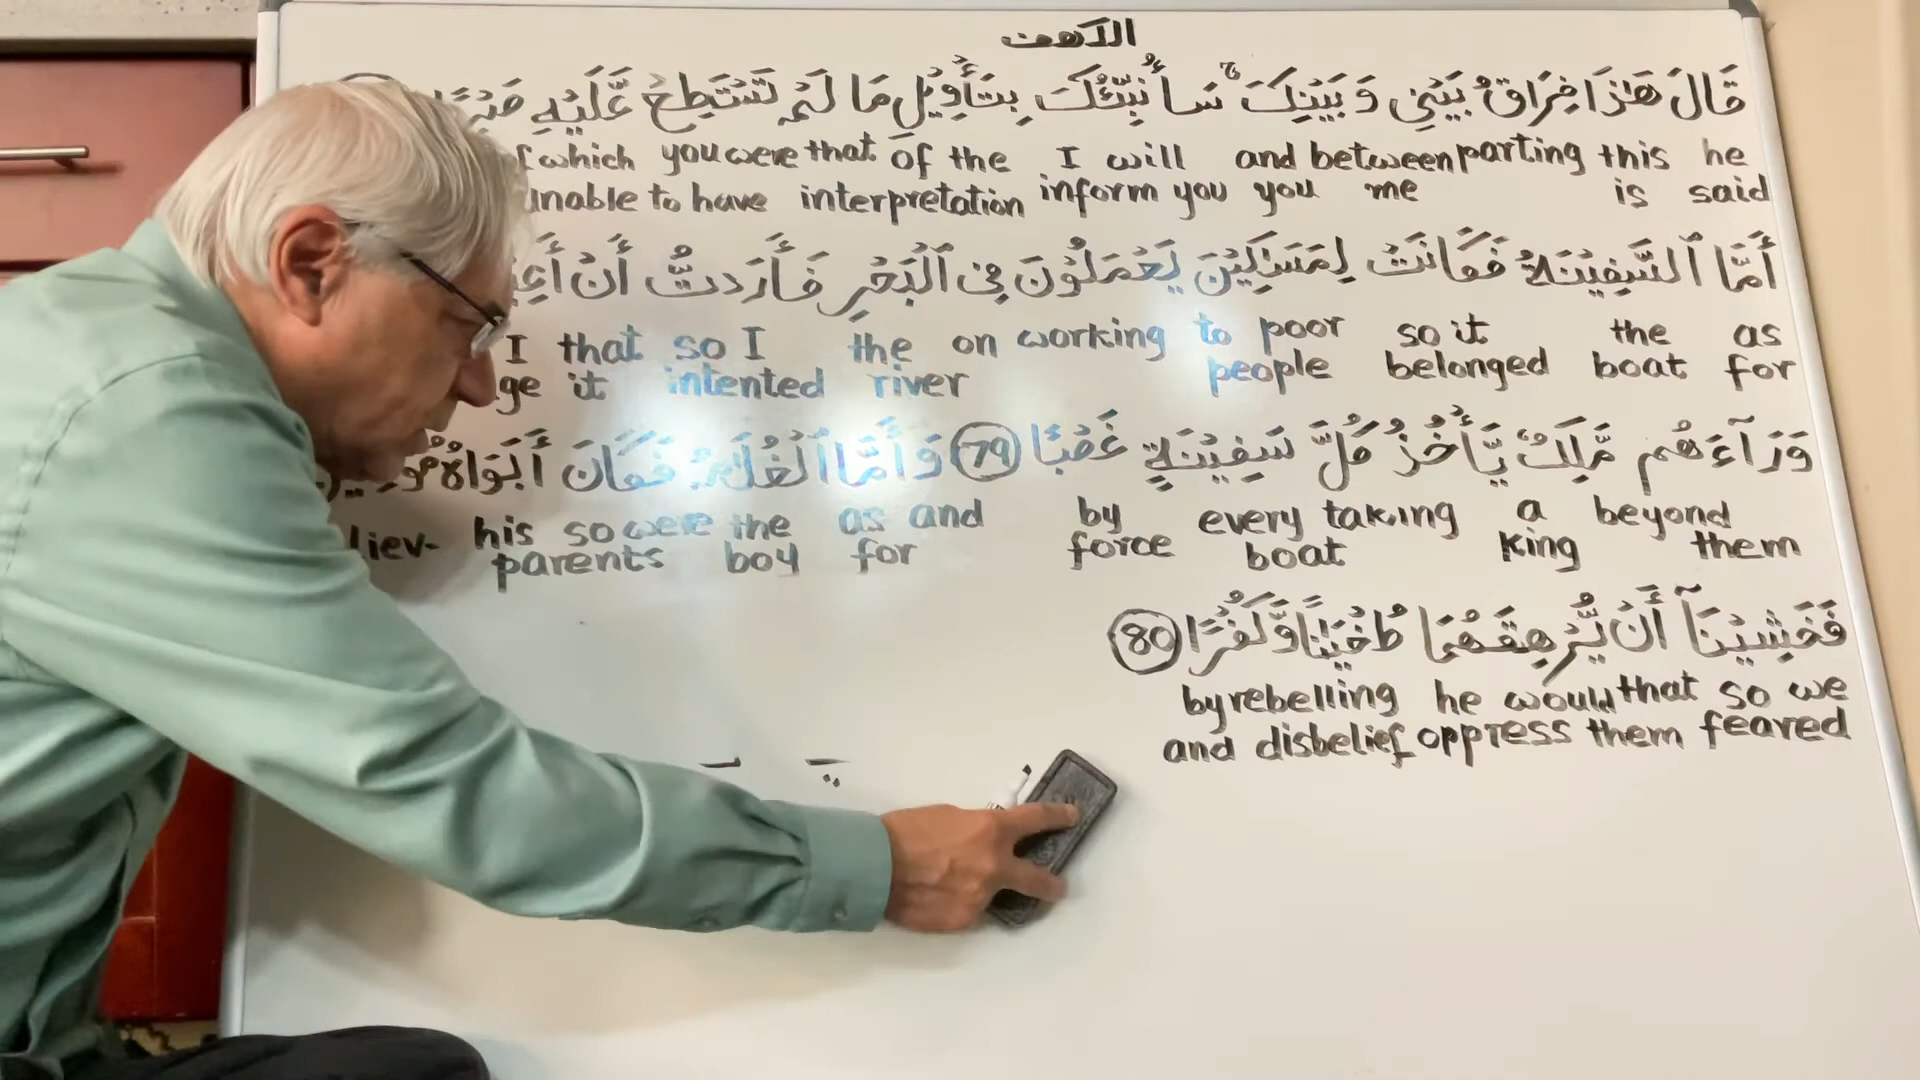 الكهف
قَالَ هَٰذَا فِرَاقُ بَيْنِي وَبَيْنِكَ ۚ سَأُنَبِّئُكَ بِتَأْوِيلِ مَا لَمْ تَسْتَطِعْ عَّلَيْهِ
which you were that of the I will and between parting this he
unable to have interpretation inform you you me is said
أَمَّا ٱلسَّفِينَةُ فَكَانَتْ لِمَسَٰكِيْنَ يَعْمَلُوْنَ فِى ٱلْبَحْرِ فَأَرَدتُّ أَنْ
I that so I the on working to poor so it the as
it intented river people belonged boat for
وَرَآءَهُم مَّلِكٌ يَّأْخُذُ كُلَّ سَفِيْنَةٍ غَصْبًا 79 وَأَمَّا ٱلْغُلَٰمُ فَكَانَ أَبَوَاهُ
his so were the as and by every taking a beyond
parents boy for force boat king them
فَخَشِيْنَآ أَنْ يُّرْهِقَهُمَا طُغْيَٰنًا وَّكُفْرًا 80
by rebelling he would that so we
and disbelief oppress them feared